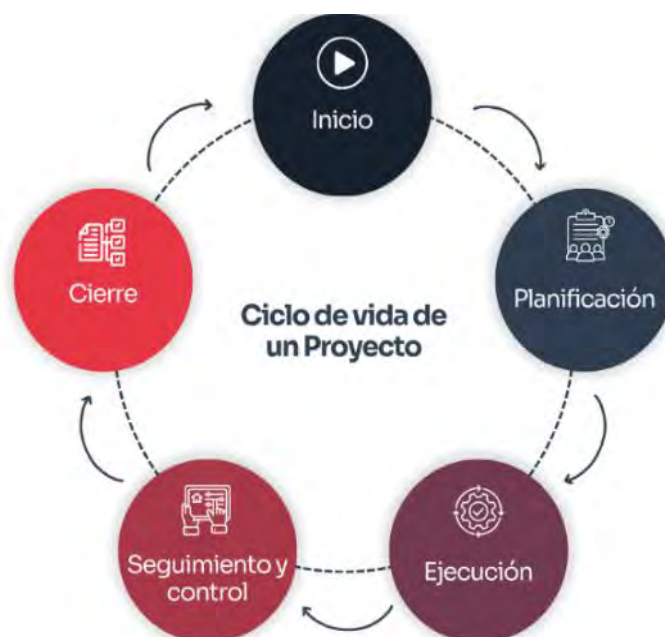 Inicio
Planificación
Ejecución
Seguimiento y
control
Cierre
Ciclo de vida de
un Proyecto